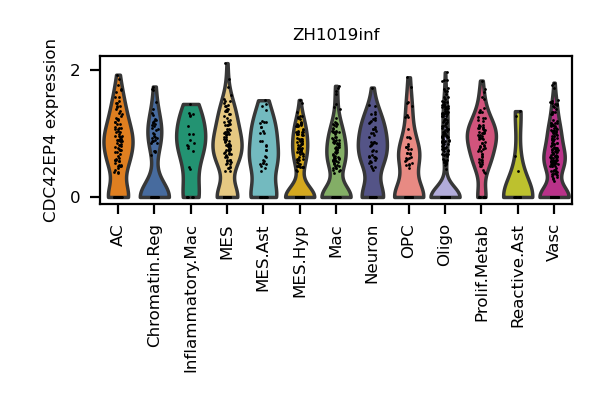 ZH1019inf
CDC42EP4 expression
2
0
AC
Chromatin.Reg
Inflammatory.Mac
MES
MES.Ast
MES.Hyp
Mac
Neuron
OPC
Oligo
Prolif.Metab
Reactive.Ast
Vasc